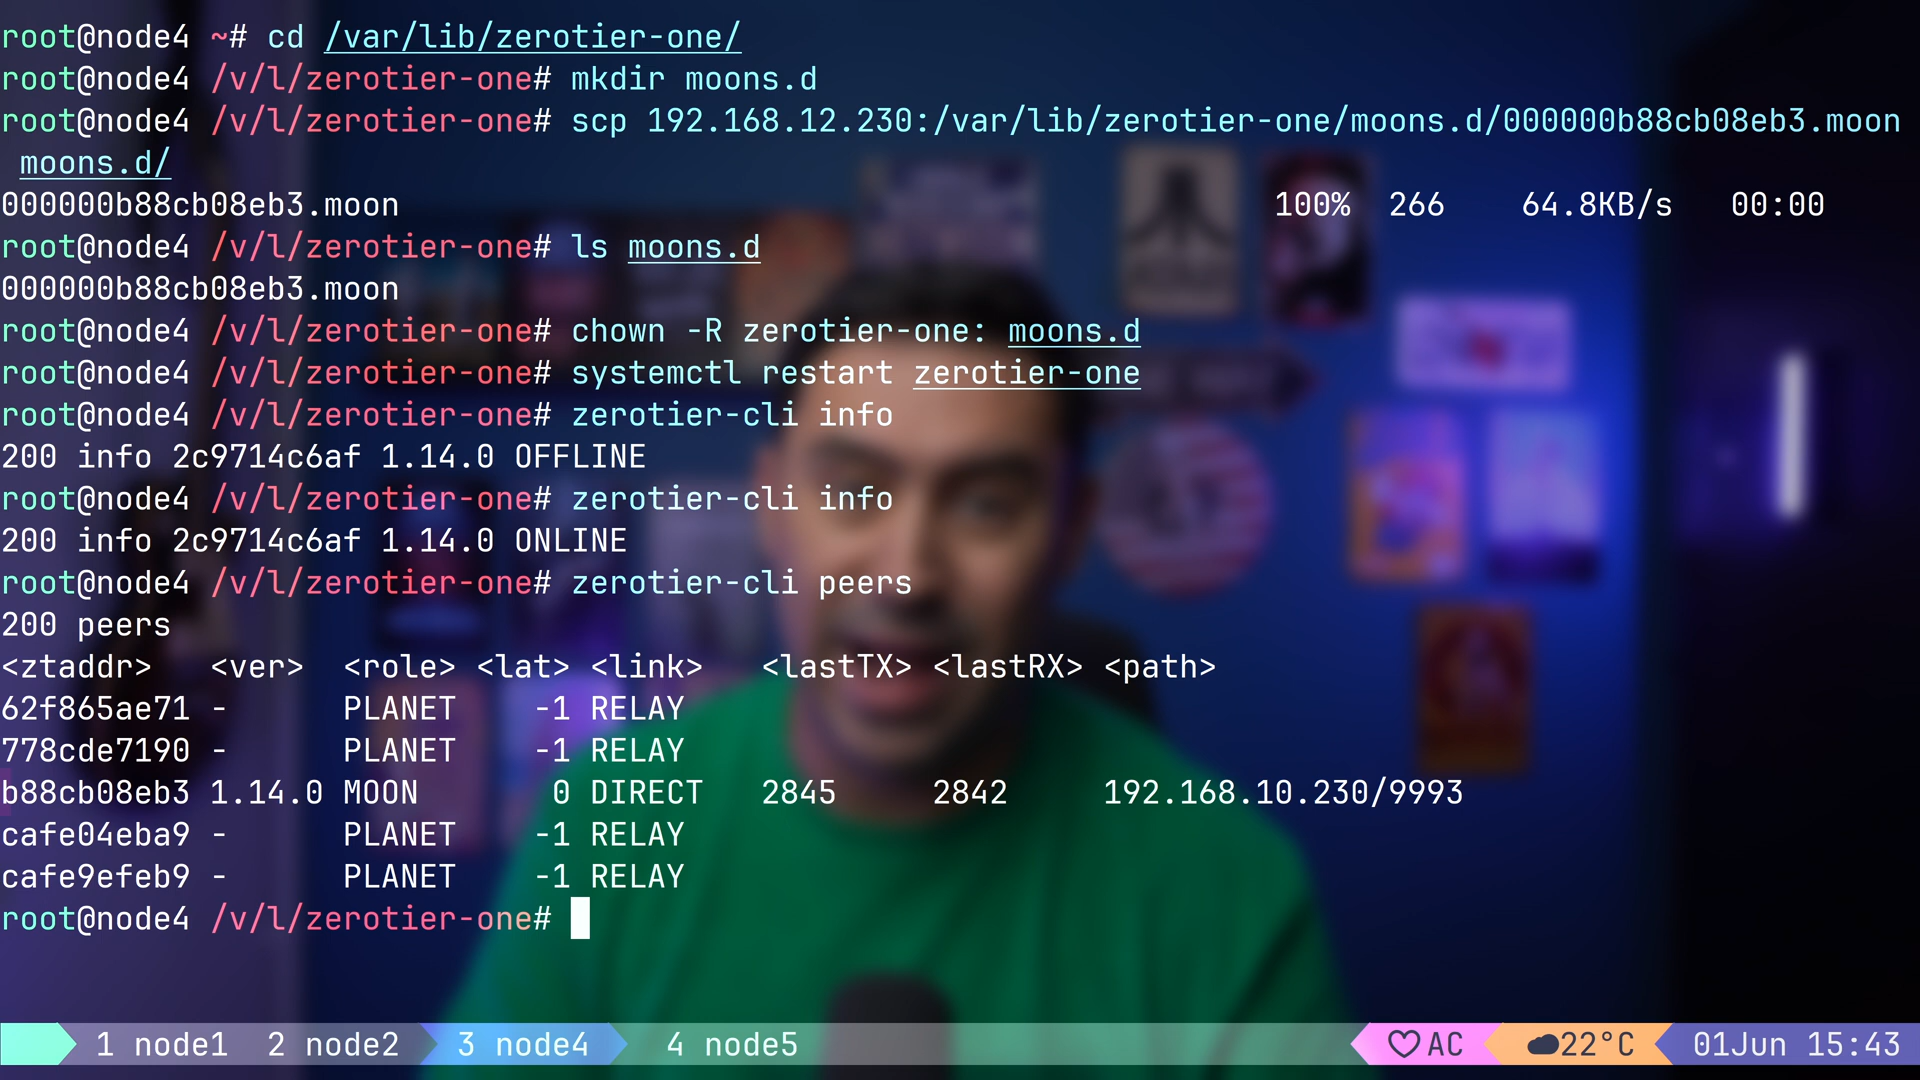 root@node4 ~# cd /var/lib/zerotier-one/
root@node4 /v/l/zerotier-one# mkdir moons.d
root@node4 /v/l/zerotier-one# scp 192.168.12.230:/var/lib/zerotier-one/moons.d/000000b88cb08eb3.moon
moons.d/
000000b88cb08eb3.moon 100% 266 64.8KB/s 00:00
root@node4 /v/l/zerotier-one# ls moons.d
000000b88cb08eb3.moon
root@node4 /v/l/zerotier-one# chown -R zerotier-one: moons.d
root@node4 /v/l/zerotier-one# systemctl restart zerotier-one
root@node4 /v/l/zerotier-one# zerotier-cli info
200 info 2c9714c6af 1.14.0 OFFLINE
root@node4 /v/l/zerotier-one# zerotier-cli info
200 info 2c9714c6af 1.14.0 ONLINE
root@node4 /v/l/zerotier-one# zerotier-cli peers
200 peers
<ztaddr> <ver> <role> <lat> <link> <lastTX> <lastRX> <path>
62f865ae71 - PLANET -1 RELAY
778cde7190 - PLANET -1 RELAY
b88cb08eb3 1.14.0 MOON 0 DIRECT 2845 2842 192.168.10.230/9993
cafe04eba9 - PLANET -1 RELAY
cafe9efeb9 - PLANET -1 RELAY
root@node4 /v/l/zerotier-one#
1 node1 2 node2 3 node4 4 node5 AC 22°C 01Jun 15:43